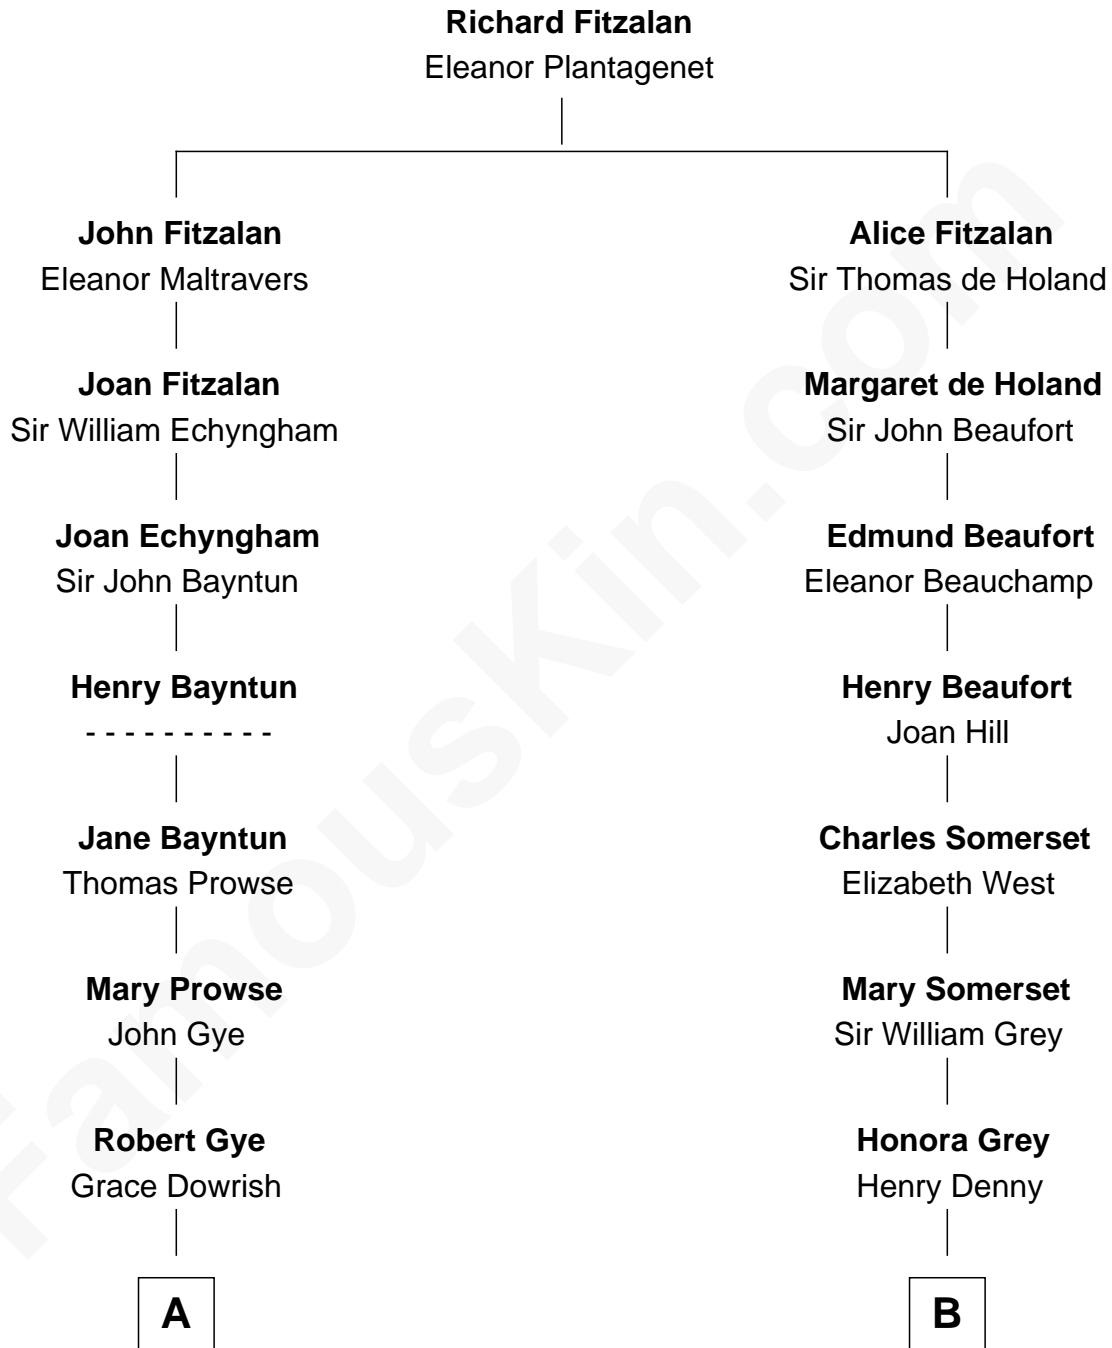 Richard Fitzalan
Eleanor Plantagenet
John Fitzalan
Eleanor Maltravers
Joan Fitzalan
Sir William Echyngham
Joan Echyngham
Sir John Bayntun
Henry Bayntun
- - - - - - - - - -
Jane Bayntun
Thomas Prowse
Mary Prowse
John Gye
Robert Gye
Grace Dowrish
A
Alice Fitzalan
Sir Thomas de Holand
Margaret de Holand
Sir John Beaufort
Edmund Beaufort
Eleanor Beauchamp
Henry Beaufort
Joan Hill
Charles Somerset
Elizabeth West
Mary Somerset
Sir William Grey
Honora Grey
Henry Denny
B
FamousKin.com